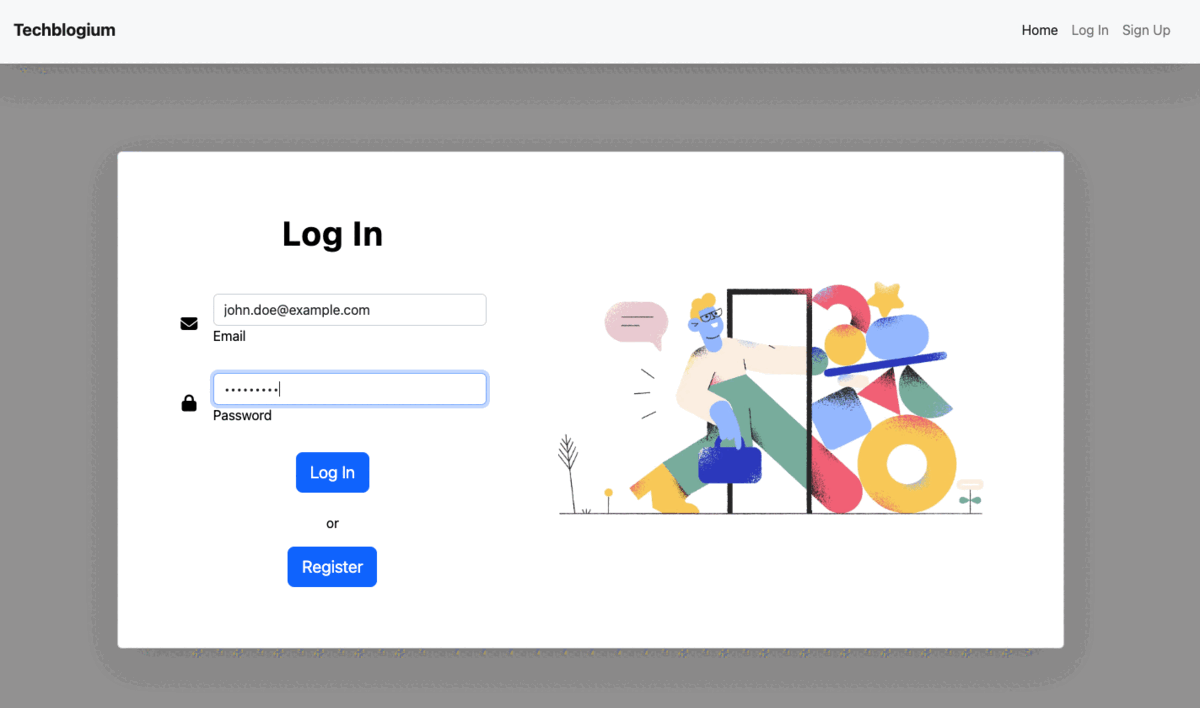 Techblogium
Home Log In Sign Up
Log In
john.doe@example.com
Email
•••••••••
Password
Log In
or
Register